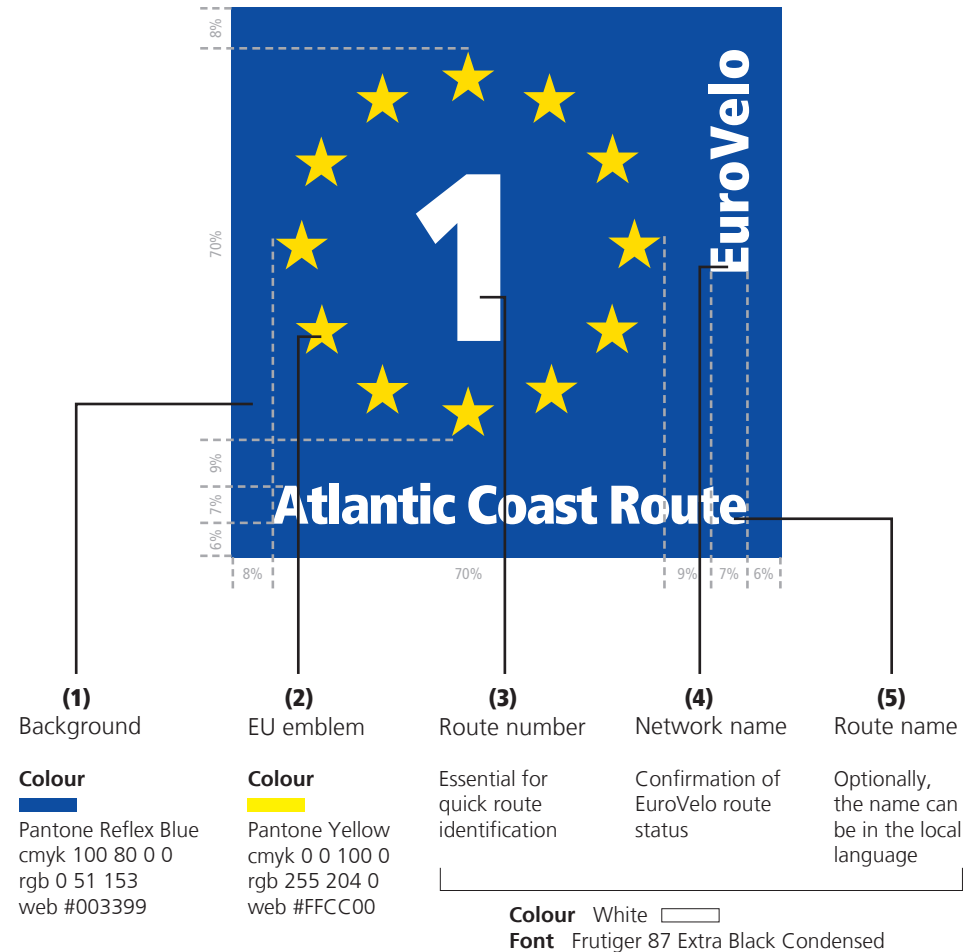 8%
70%
9%
7%
6%
EuroVelo
1
Atlantic Coast Route
8%
70%
9%
7%
6%
(1)
Background
Colour
Pantone Reflex Blue
cmyk 100 80 0 0
rgb 0 51 153
web #003399
(2)
EU emblem
Colour
Pantone Yellow
cmyk 0 0 100 0
rgb 255 204 0
web #FFCC00
(3)
Route number
Essential for
quick route
identification
(4)
Network name
Confirmation of
EuroVelo route
status
(5)
Route name
Optionally,
the name can
be in the local
language
Colour White
Font Frutiger 87 Extra Black Condensed